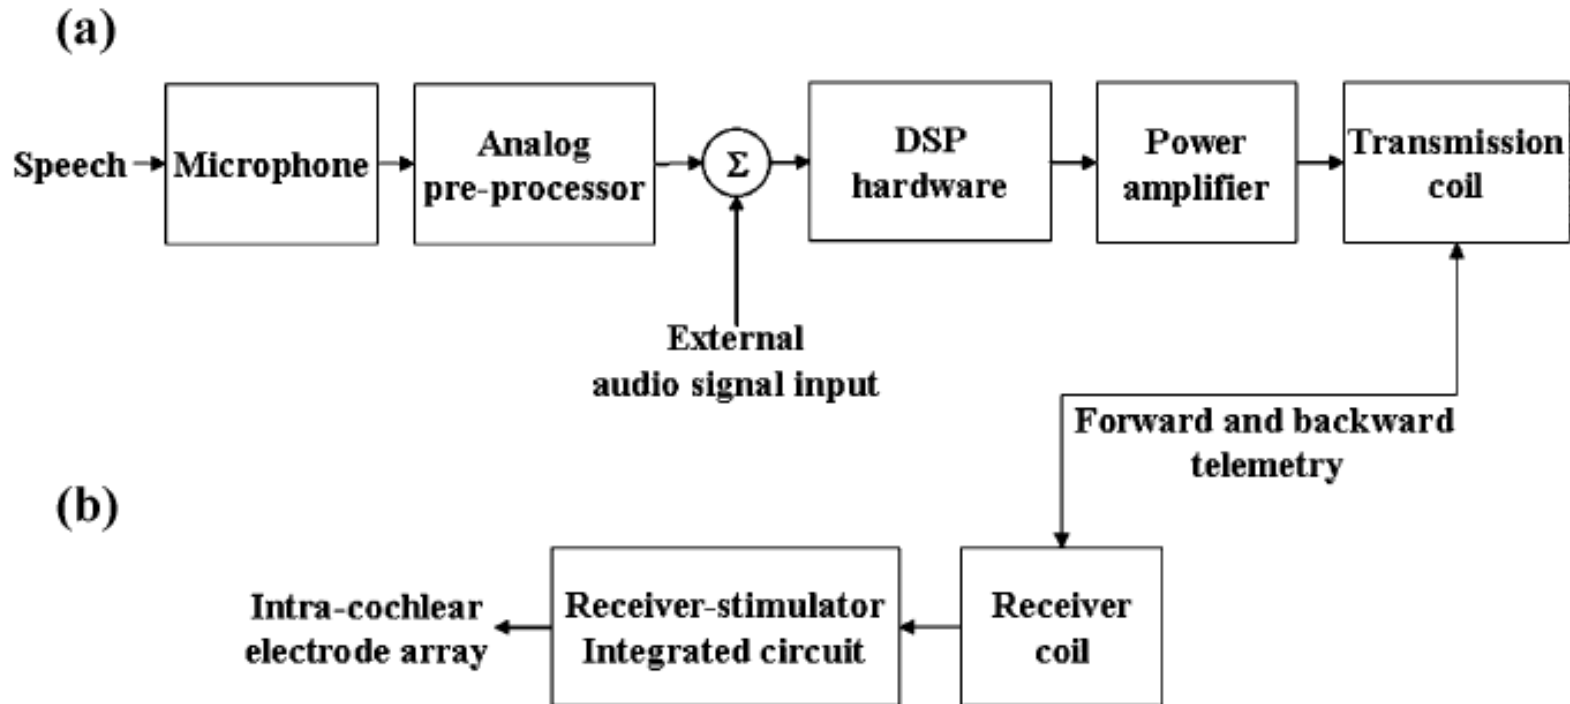 (a)
Speech
Microphone
Analog
pre-processor
Σ
DSP
hardware
Power
amplifier
Transmission
coil
External
audio signal input
Forward and backward
telemetry
(b)
Intra-cochlear
electrode array
Receiver-stimulator
Integrated circuit
Receiver
coil